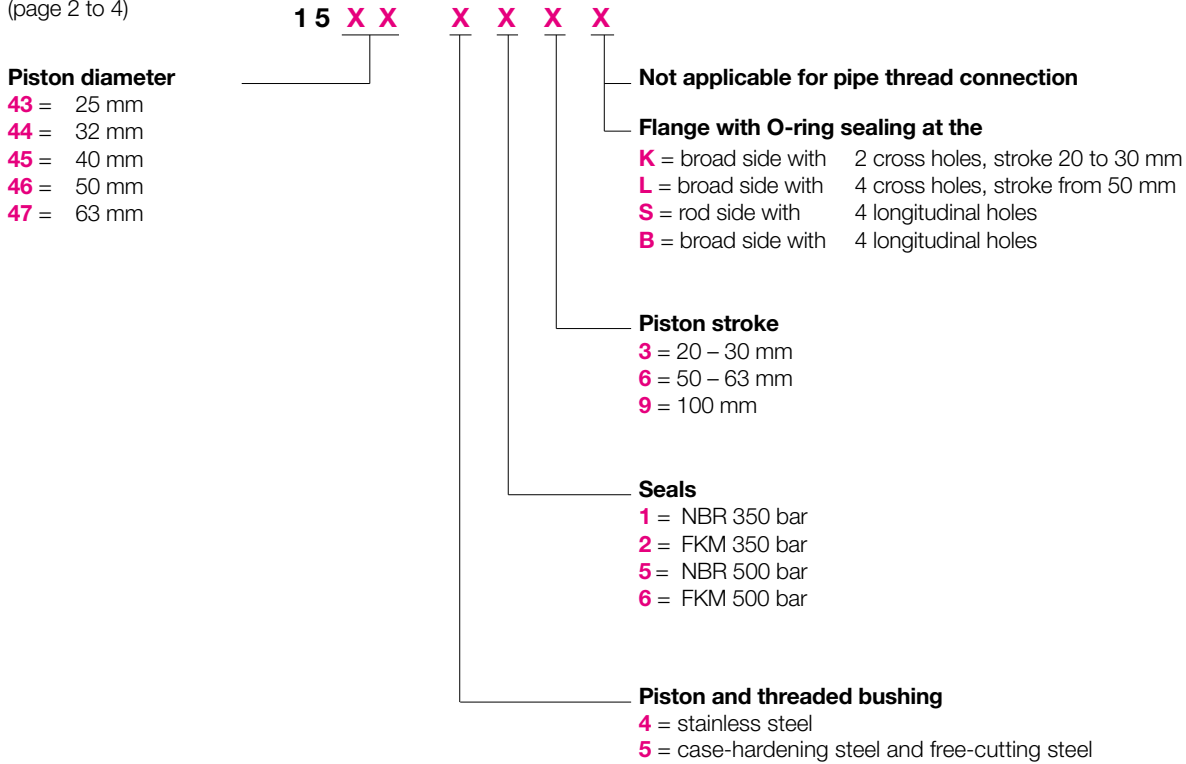 (page 2 to 4)
1 5 X X X X X X
Piston diameter
43 = 25 mm
44 = 32 mm
45 = 40 mm
46 = 50 mm
47 = 63 mm
Not applicable for pipe thread connection
Flange with O-ring sealing at the
K = broad side with 2 cross holes, stroke 20 to 30 mm
L = broad side with 4 cross holes, stroke from 50 mm
S = rod side with 4 longitudinal holes
B = broad side with 4 longitudinal holes
Piston stroke
3 = 20 – 30 mm
6 = 50 – 63 mm
9 = 100 mm
Seals
1 = NBR 350 bar
2 = FKM 350 bar
5 = NBR 500 bar
6 = FKM 500 bar
Piston and threaded bushing
4 = stainless steel
5 = case-hardening steel and free-cutting steel